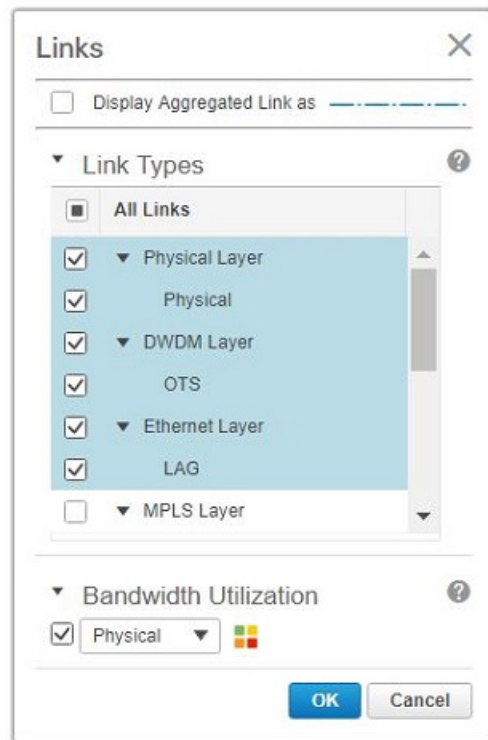 Links
Display Aggregated Link as
Link Types
?
All Links
Physical Layer
Physical
DWDM Layer
OTS
Ethernet Layer
LAG
MPLS Layer
Bandwidth Utilization
?
Physical
OK Cancel